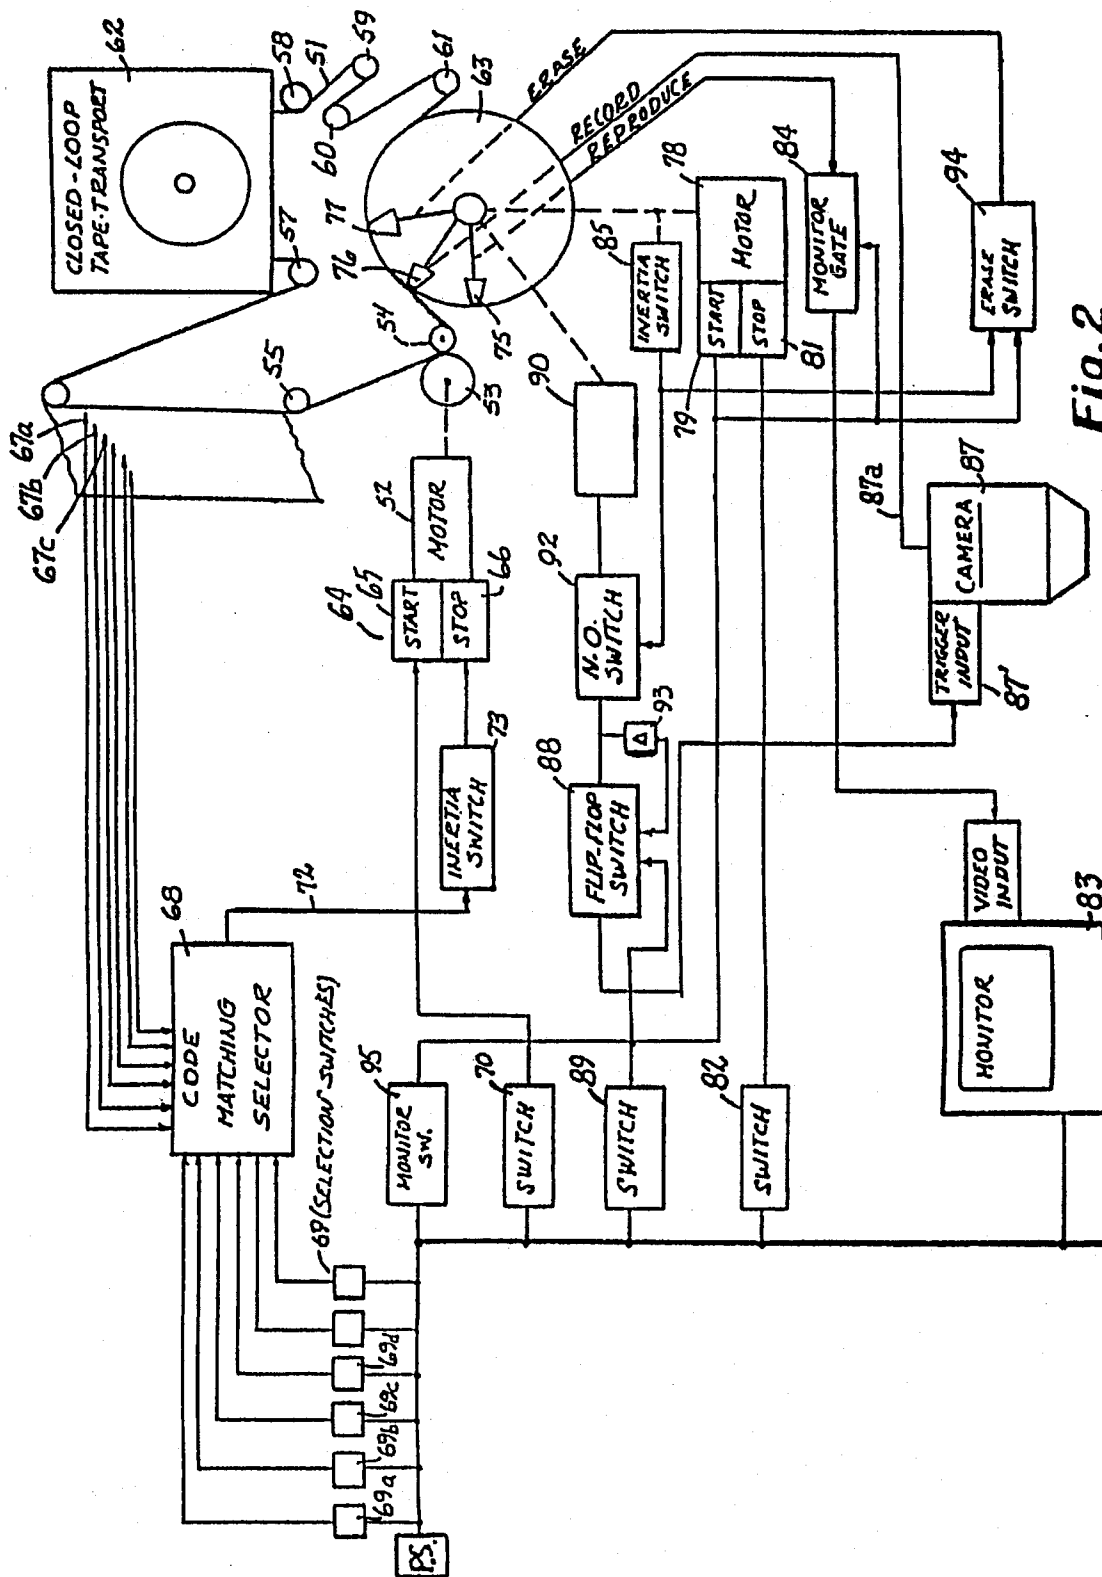 CLOSED-LOOP
TAPE-TRANSPORT
62
58
51
59
60
61
57
63
77
76
54
75
53
55
67a
67b
67c
ERASE
RECORD
REPRODUCE
CODE
MATCHING
SELECTOR
68
72
INERTIA
SWITCH
73
64
65
START
STOP
66
MOTOR
52
90
92
N.O.
SWITCH
93
Δ
88
FLIP-FLOP
SWITCH
85
INERTIA
SWITCH
78
MOTOR
START
STOP
79
81
84
MONITOR
GATE
94
ERASE
SWITCH
69 (SELECTION SWITCHES)
69a
69b
69c
69d
P.S.
95
MONITOR
SW.
70
SWITCH
89
SWITCH
82
SWITCH
MONITOR
83
VIDEO
INPUT
TRIGGER
INPUT
87'
CAMERA
87
87a
Fig. 2